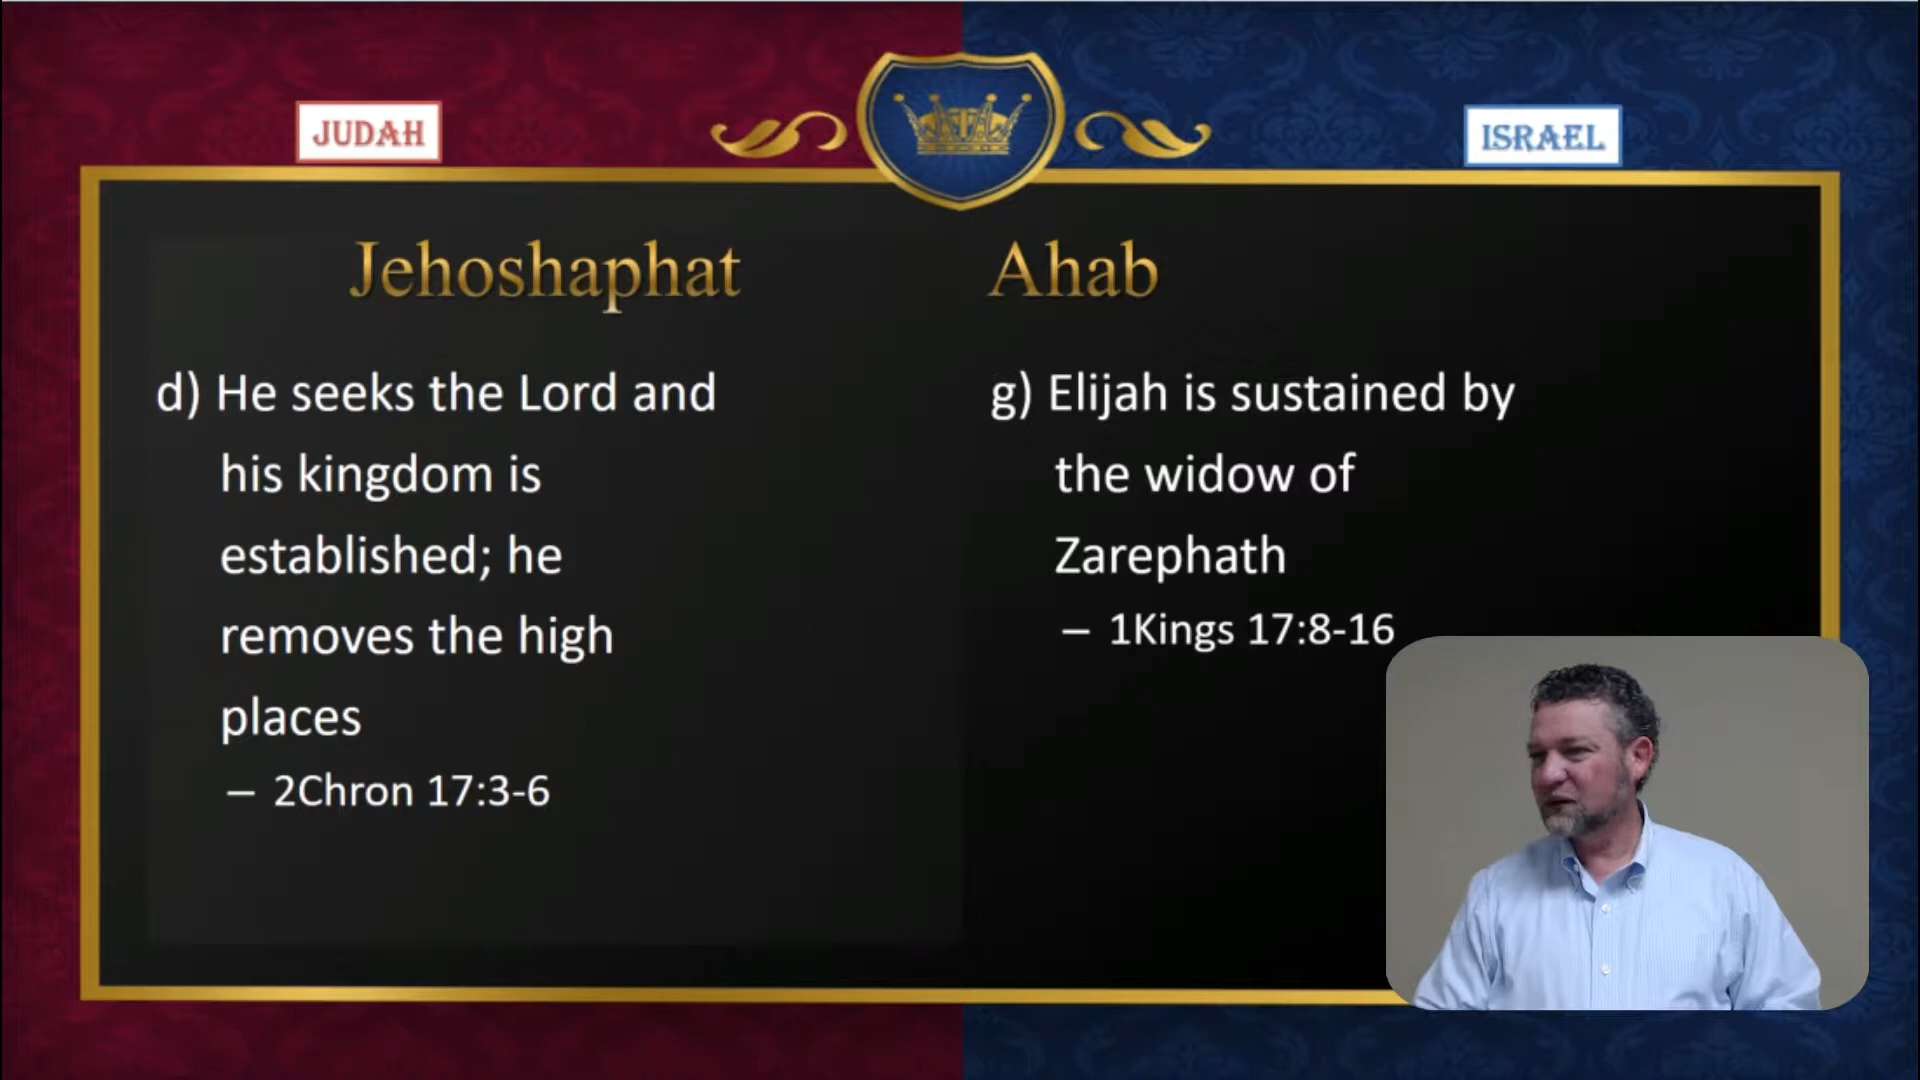 JUDAH
ISRAEL
Jehoshaphat
d) He seeks the Lord and
his kingdom is
established; he
removes the high
places
– 2Chron 17:3-6
Ahab
g) Elijah is sustained by
the widow of
Zarephath
– 1Kings 17:8-16